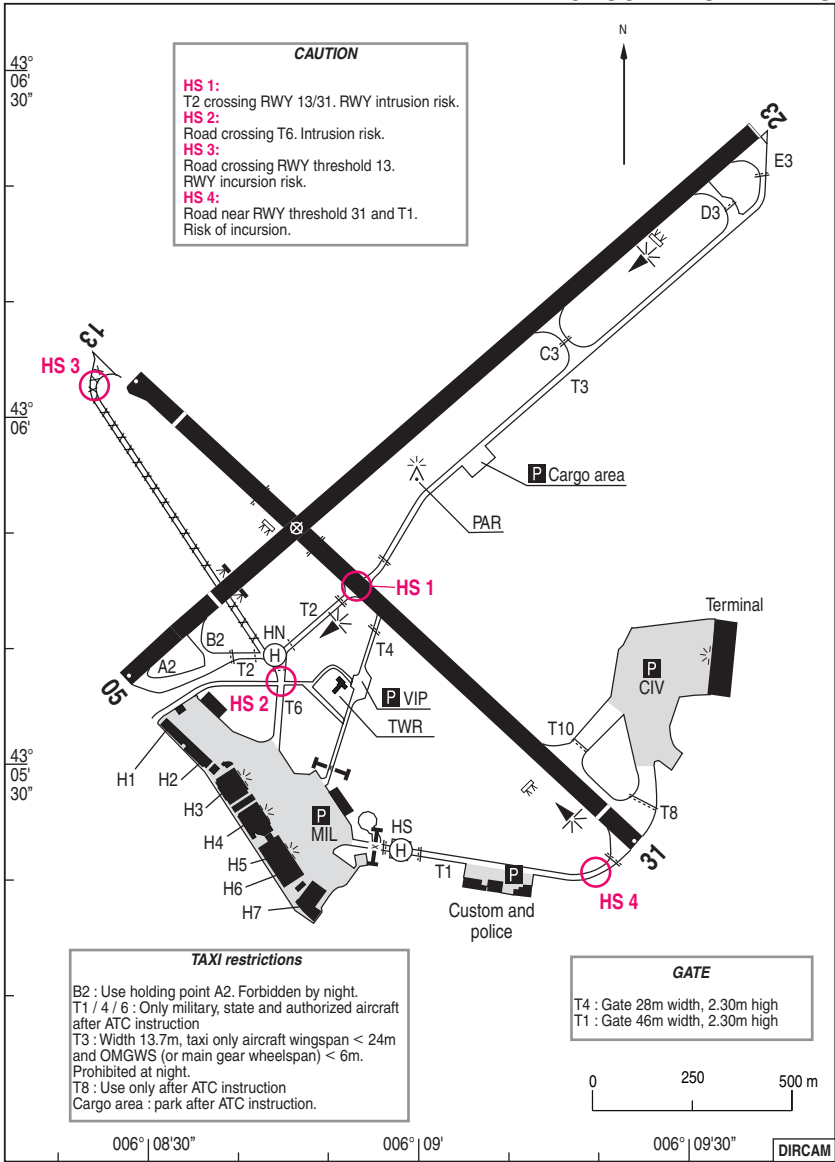 43°
06'
30”
CAUTION
HS 1:
T2 crossing RWY 13/31. RWY intrusion risk.
HS 2:
Road crossing T6. Intrusion risk.
HS 3:
Road crossing RWY threshold 13.
RWY incursion risk.
HS 4:
Road near RWY threshold 31 and T1.
Risk of incursion.
N
23
E3
D3
C3
T3
13
HS 3
43°
06'
P Cargo area
PAR
HS 1
T2
HN
H
B2
A2
T2
T4
05
HS 2
T6
P VIP
TWR
Terminal
P
CIV
T10
T8
43°
05'
30”
H1
H2
H3
H4
H5
H6
H7
P
MIL
HS
H
T1
P
31
HS 4
Custom and
police
TAXI restrictions
B2 : Use holding point A2. Forbidden by night.
T1 / 4 / 6 : Only military, state and authorized aircraft
after ATC instruction
T3 : Width 13.7m, taxi only aircraft wingspan < 24m
and OMGWS (or main gear wheelspan) < 6m.
Prohibited at night.
T8 : Use only after ATC instruction
Cargo area : park after ATC instruction.
GATE
T4 : Gate 28m width, 2.30m high
T1 : Gate 46m width, 2.30m high
0 250 500 m
006° 08'30” 006° 09' 006° 09'30”
DIRCAM